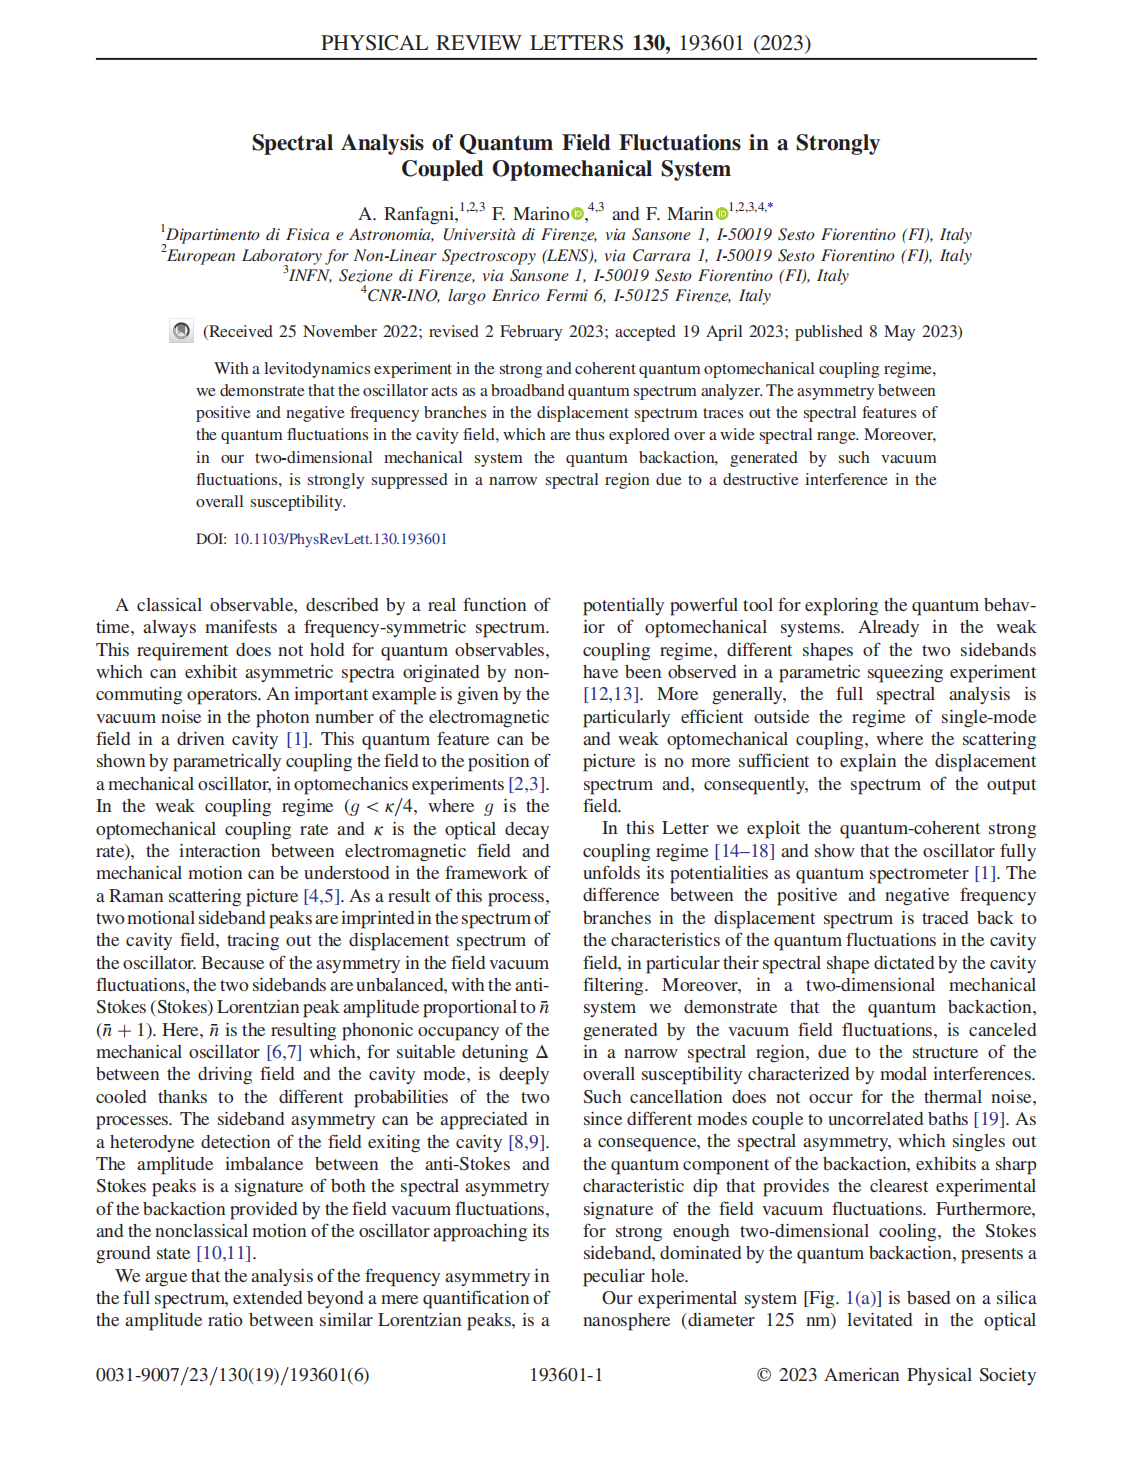 PHYSICAL REVIEW LETTERS 130, 193601 (2023)
Spectral Analysis of Quantum Field Fluctuations in a Strongly
Coupled Optomechanical System
A. Ranfagni,1,2,3 F. Marino,4,3 and F. Marin1,2,3,4,*
1Dipartimento di Fisica e Astronomia, Università di Firenze, via Sansone 1, I-50019 Sesto Fiorentino (FI), Italy
2European Laboratory for Non-Linear Spectroscopy (LENS), via Carrara 1, I-50019 Sesto Fiorentino (FI), Italy
3INFN, Sezione di Firenze, via Sansone 1, I-50019 Sesto Fiorentino (FI), Italy
4CNR-INO, largo Enrico Fermi 6, I-50125 Firenze, Italy
(Received 25 November 2022; revised 2 February 2023; accepted 19 April 2023; published 8 May 2023)
With a levitodynamics experiment in the strong and coherent quantum optomechanical coupling regime,
we demonstrate that the oscillator acts as a broadband quantum spectrum analyzer. The asymmetry between
positive and negative frequency branches in the displacement spectrum traces out the spectral features of
the quantum fluctuations in the cavity field, which are thus explored over a wide spectral range. Moreover,
in our two-dimensional mechanical system the quantum backaction, generated by such vacuum
fluctuations, is strongly suppressed in a narrow spectral region due to a destructive interference in the
overall susceptibility.
DOI: 10.1103/PhysRevLett.130.193601
A classical observable, described by a real function of
time, always manifests a frequency-symmetric spectrum.
This requirement does not hold for quantum observables,
which can exhibit asymmetric spectra originated by non-
commuting operators. An important example is given by the
vacuum noise in the photon number of the electromagnetic
field in a driven cavity [1]. This quantum feature can be
shown by parametrically coupling the field to the position of
a mechanical oscillator, in optomechanics experiments [2,3].
In the weak coupling regime (g < κ/4, where g is the
optomechanical coupling rate and κ is the optical decay
rate), the interaction between electromagnetic field and
mechanical motion can be understood in the framework of
a Raman scattering picture [4,5]. As a result of this process,
two motional sideband peaks are imprinted in the spectrum of
the cavity field, tracing out the displacement spectrum of
the oscillator. Because of the asymmetry in the field vacuum
fluctuations, the two sidebands are unbalanced, with the anti-
Stokes (Stokes) Lorentzian peak amplitude proportional to n̄
(n̄ + 1). Here, n̄ is the resulting phononic occupancy of the
mechanical oscillator [6,7] which, for suitable detuning Δ
between the driving field and the cavity mode, is deeply
cooled thanks to the different probabilities of the two
processes. The sideband asymmetry can be appreciated in
a heterodyne detection of the field exiting the cavity [8,9].
The amplitude imbalance between the anti-Stokes and
Stokes peaks is a signature of both the spectral asymmetry
of the backaction provided by the field vacuum fluctuations,
and the nonclassical motion of the oscillator approaching its
ground state [10,11].
We argue that the analysis of the frequency asymmetry in
the full spectrum, extended beyond a mere quantification of
the amplitude ratio between similar Lorentzian peaks, is a
potentially powerful tool for exploring the quantum behav-
ior of optomechanical systems. Already in the weak
coupling regime, different shapes of the two sidebands
have been observed in a parametric squeezing experiment
[12,13]. More generally, the full spectral analysis is
particularly efficient outside the regime of single-mode
and weak optomechanical coupling, where the scattering
picture is no more sufficient to explain the displacement
spectrum and, consequently, the spectrum of the output
field.
In this Letter we exploit the quantum-coherent strong
coupling regime [14–18] and show that the oscillator fully
unfolds its potentialities as quantum spectrometer [1]. The
difference between the positive and negative frequency
branches in the displacement spectrum is traced back to
the characteristics of the quantum fluctuations in the cavity
field, in particular their spectral shape dictated by the cavity
filtering. Moreover, in a two-dimensional mechanical
system we demonstrate that the quantum backaction,
generated by the vacuum field fluctuations, is canceled
in a narrow spectral region, due to the structure of the
overall susceptibility characterized by modal interferences.
Such cancellation does not occur for the thermal noise,
since different modes couple to uncorrelated baths [19]. As
a consequence, the spectral asymmetry, which singles out
the quantum component of the backaction, exhibits a sharp
characteristic dip that provides the clearest experimental
signature of the field vacuum fluctuations. Furthermore,
for strong enough two-dimensional cooling, the Stokes
sideband, dominated by the quantum backaction, presents a
peculiar hole.
Our experimental system [Fig. 1(a)] is based on a silica
nanosphere (diameter 125 nm) levitated in the optical
0031-9007/23/130(19)/193601(6)
193601-1
© 2023 American Physical Society